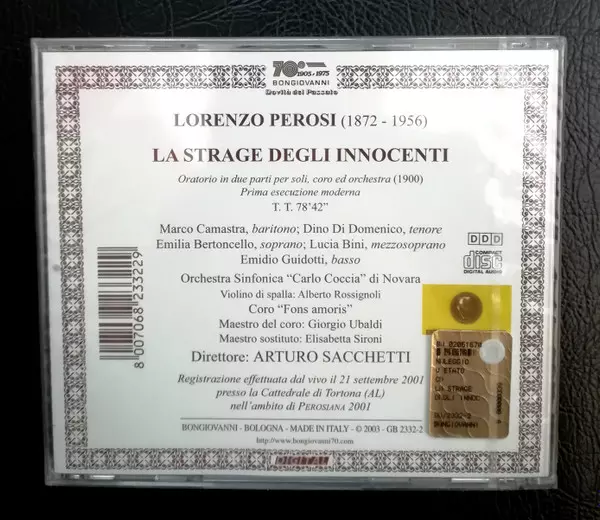 70°
1905-1975
BONGIOVANNI
Novità del Passato
LORENZO PEROSI (1872 - 1956)
LA STRAGE DEGLI INNOCENTI
Oratorio in due parti per soli, coro ed orchestra (1900)
Prima esecuzione moderna
T. T. 78’42”
Marco Camastra, baritono; Dino Di Domenico, tenore
Emilia Bertoncello, soprano; Lucia Bini, mezzosoprano
Emidio Guidotti, basso
Orchestra Sinfonica “Carlo Coccia” di Novara
Violino di spalla: Alberto Rossignoli
Coro “Fons amoris”
Maestro del coro: Giorgio Ubaldi
Maestro sostituto: Elisabetta Sironi
Direttore: ARTURO SACCHETTI
Registrazione effettuata dal vivo il 21 settembre 2001
presso la Cattedrale di Tortona (AL)
nell’ambito di PEROSIANA 2001
BONGIOVANNI - BOLOGNA - MADE IN ITALY - © 2003 - GB 2332-2
http://www.bongiovanni70.com
DIGITAL
8 007068 233229
DDD
COMPACT
disc
DIGITAL AUDIO
NOLEGGIO
LA STRAGE
BONGIOVANNI